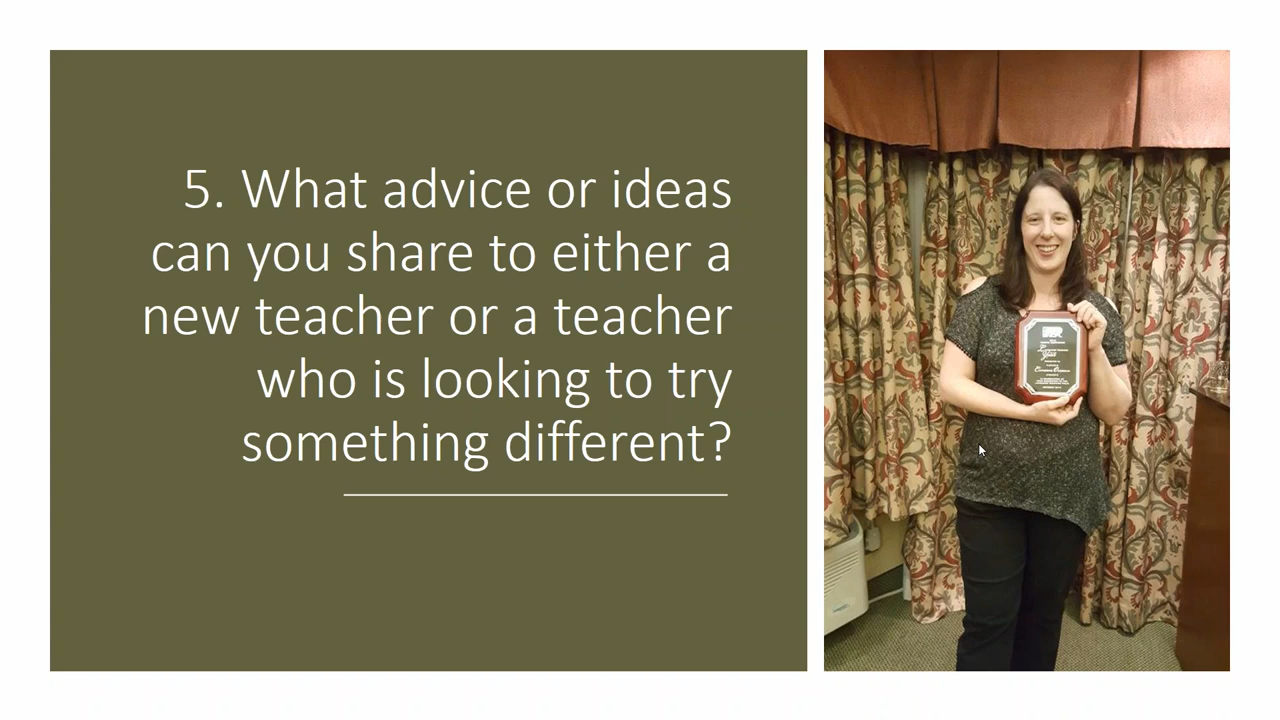 5. What advice or ideas
can you share to either a
new teacher or a teacher
who is looking to try
something different?